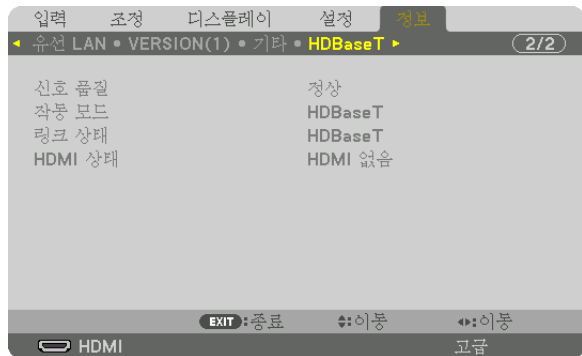 입력 조정 디스플레이 설정 정보
◂ 유선 LAN • VERSION(1) • 기타 • HDBaseT ▸ 2/2
신호 품질 정상
작동 모드 HDBaseT
링크 상태 HDBaseT
HDMI 상태 HDMI 없음
EXIT :종료 :이동 :이동
HDMI 고급